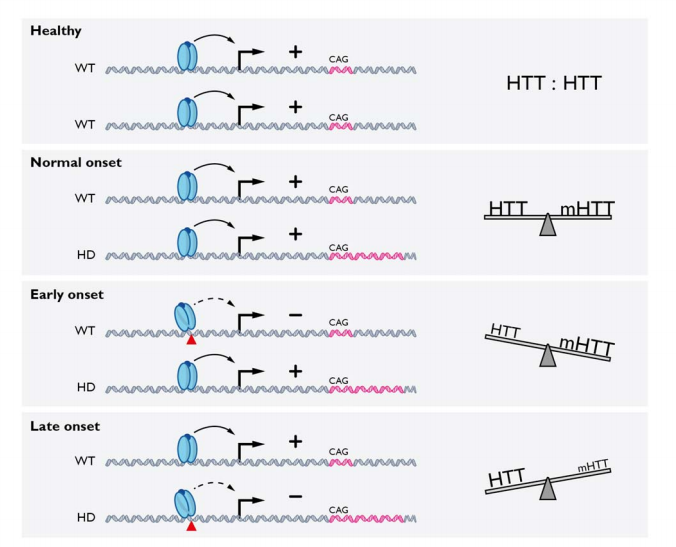 Healthy
WT + CAG
WT + CAG
HTT : HTT
Normal onset
WT + CAG
HD + CAG
HTT mHTT
Early onset
WT − CAG
HD + CAG
HTT mHTT
Late onset
WT + CAG
HD − CAG
HTT mHTT